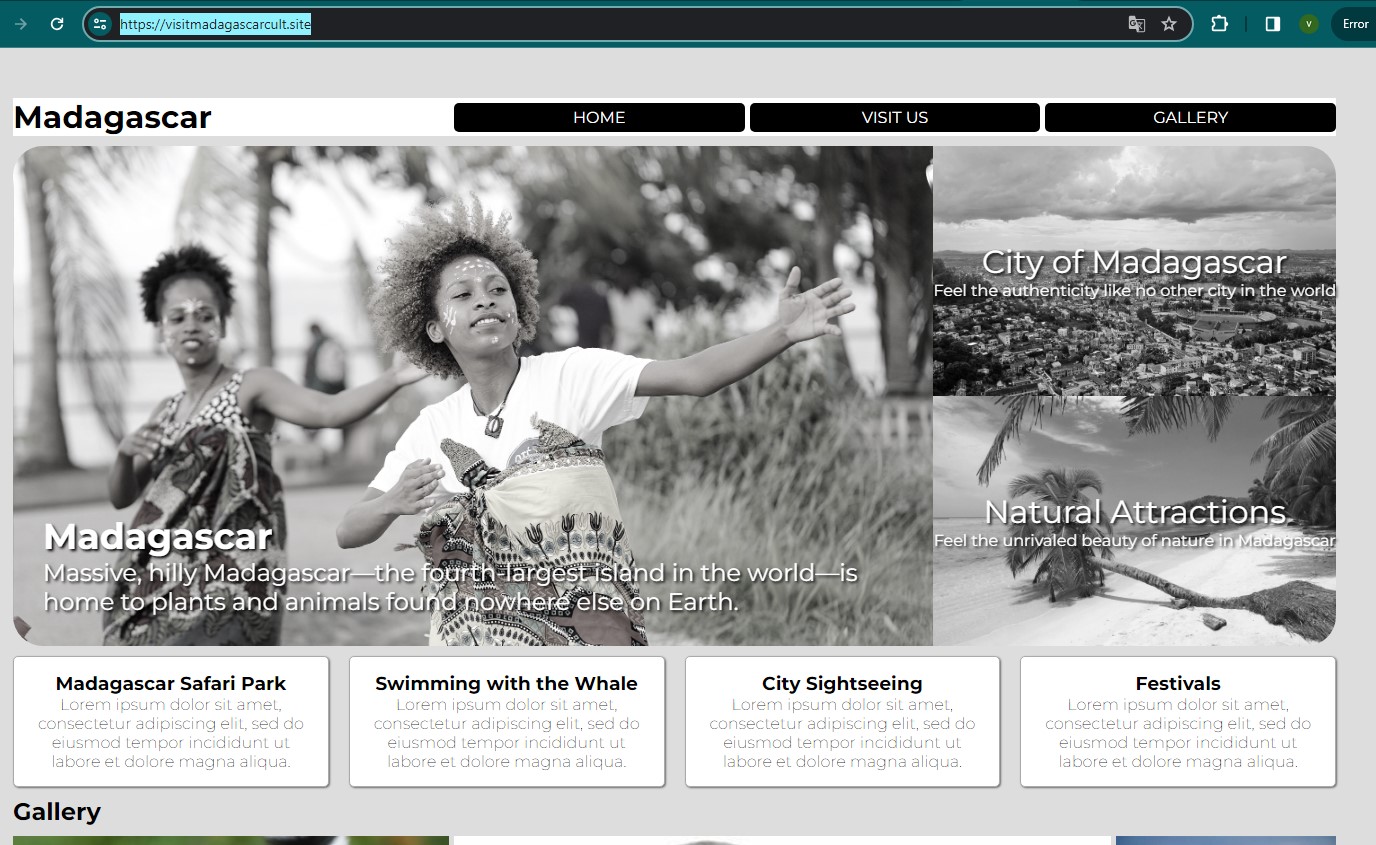 https://visitmadagascarcult.site
V
Error
Madagascar
HOME
VISIT US
GALLERY
City of Madagascar
Feel the authenticity like no other city in the world
Natural Attractions
Feel the unrivaled beauty of nature in Madagascar
Madagascar
Massive, hilly Madagascar—the fourth-largest island in the world—is
home to plants and animals found nowhere else on Earth.
Madagascar Safari Park
Lorem ipsum dolor sit amet,
consectetur adipiscing elit, sed do
eiusmod tempor incididunt ut
labore et dolore magna aliqua.
Swimming with the Whale
Lorem ipsum dolor sit amet,
consectetur adipiscing elit, sed do
eiusmod tempor incididunt ut
labore et dolore magna aliqua.
City Sightseeing
Lorem ipsum dolor sit amet,
consectetur adipiscing elit, sed do
eiusmod tempor incididunt ut
labore et dolore magna aliqua.
Festivals
Lorem ipsum dolor sit amet,
consectetur adipiscing elit, sed do
eiusmod tempor incididunt ut
labore et dolore magna aliqua.
Gallery